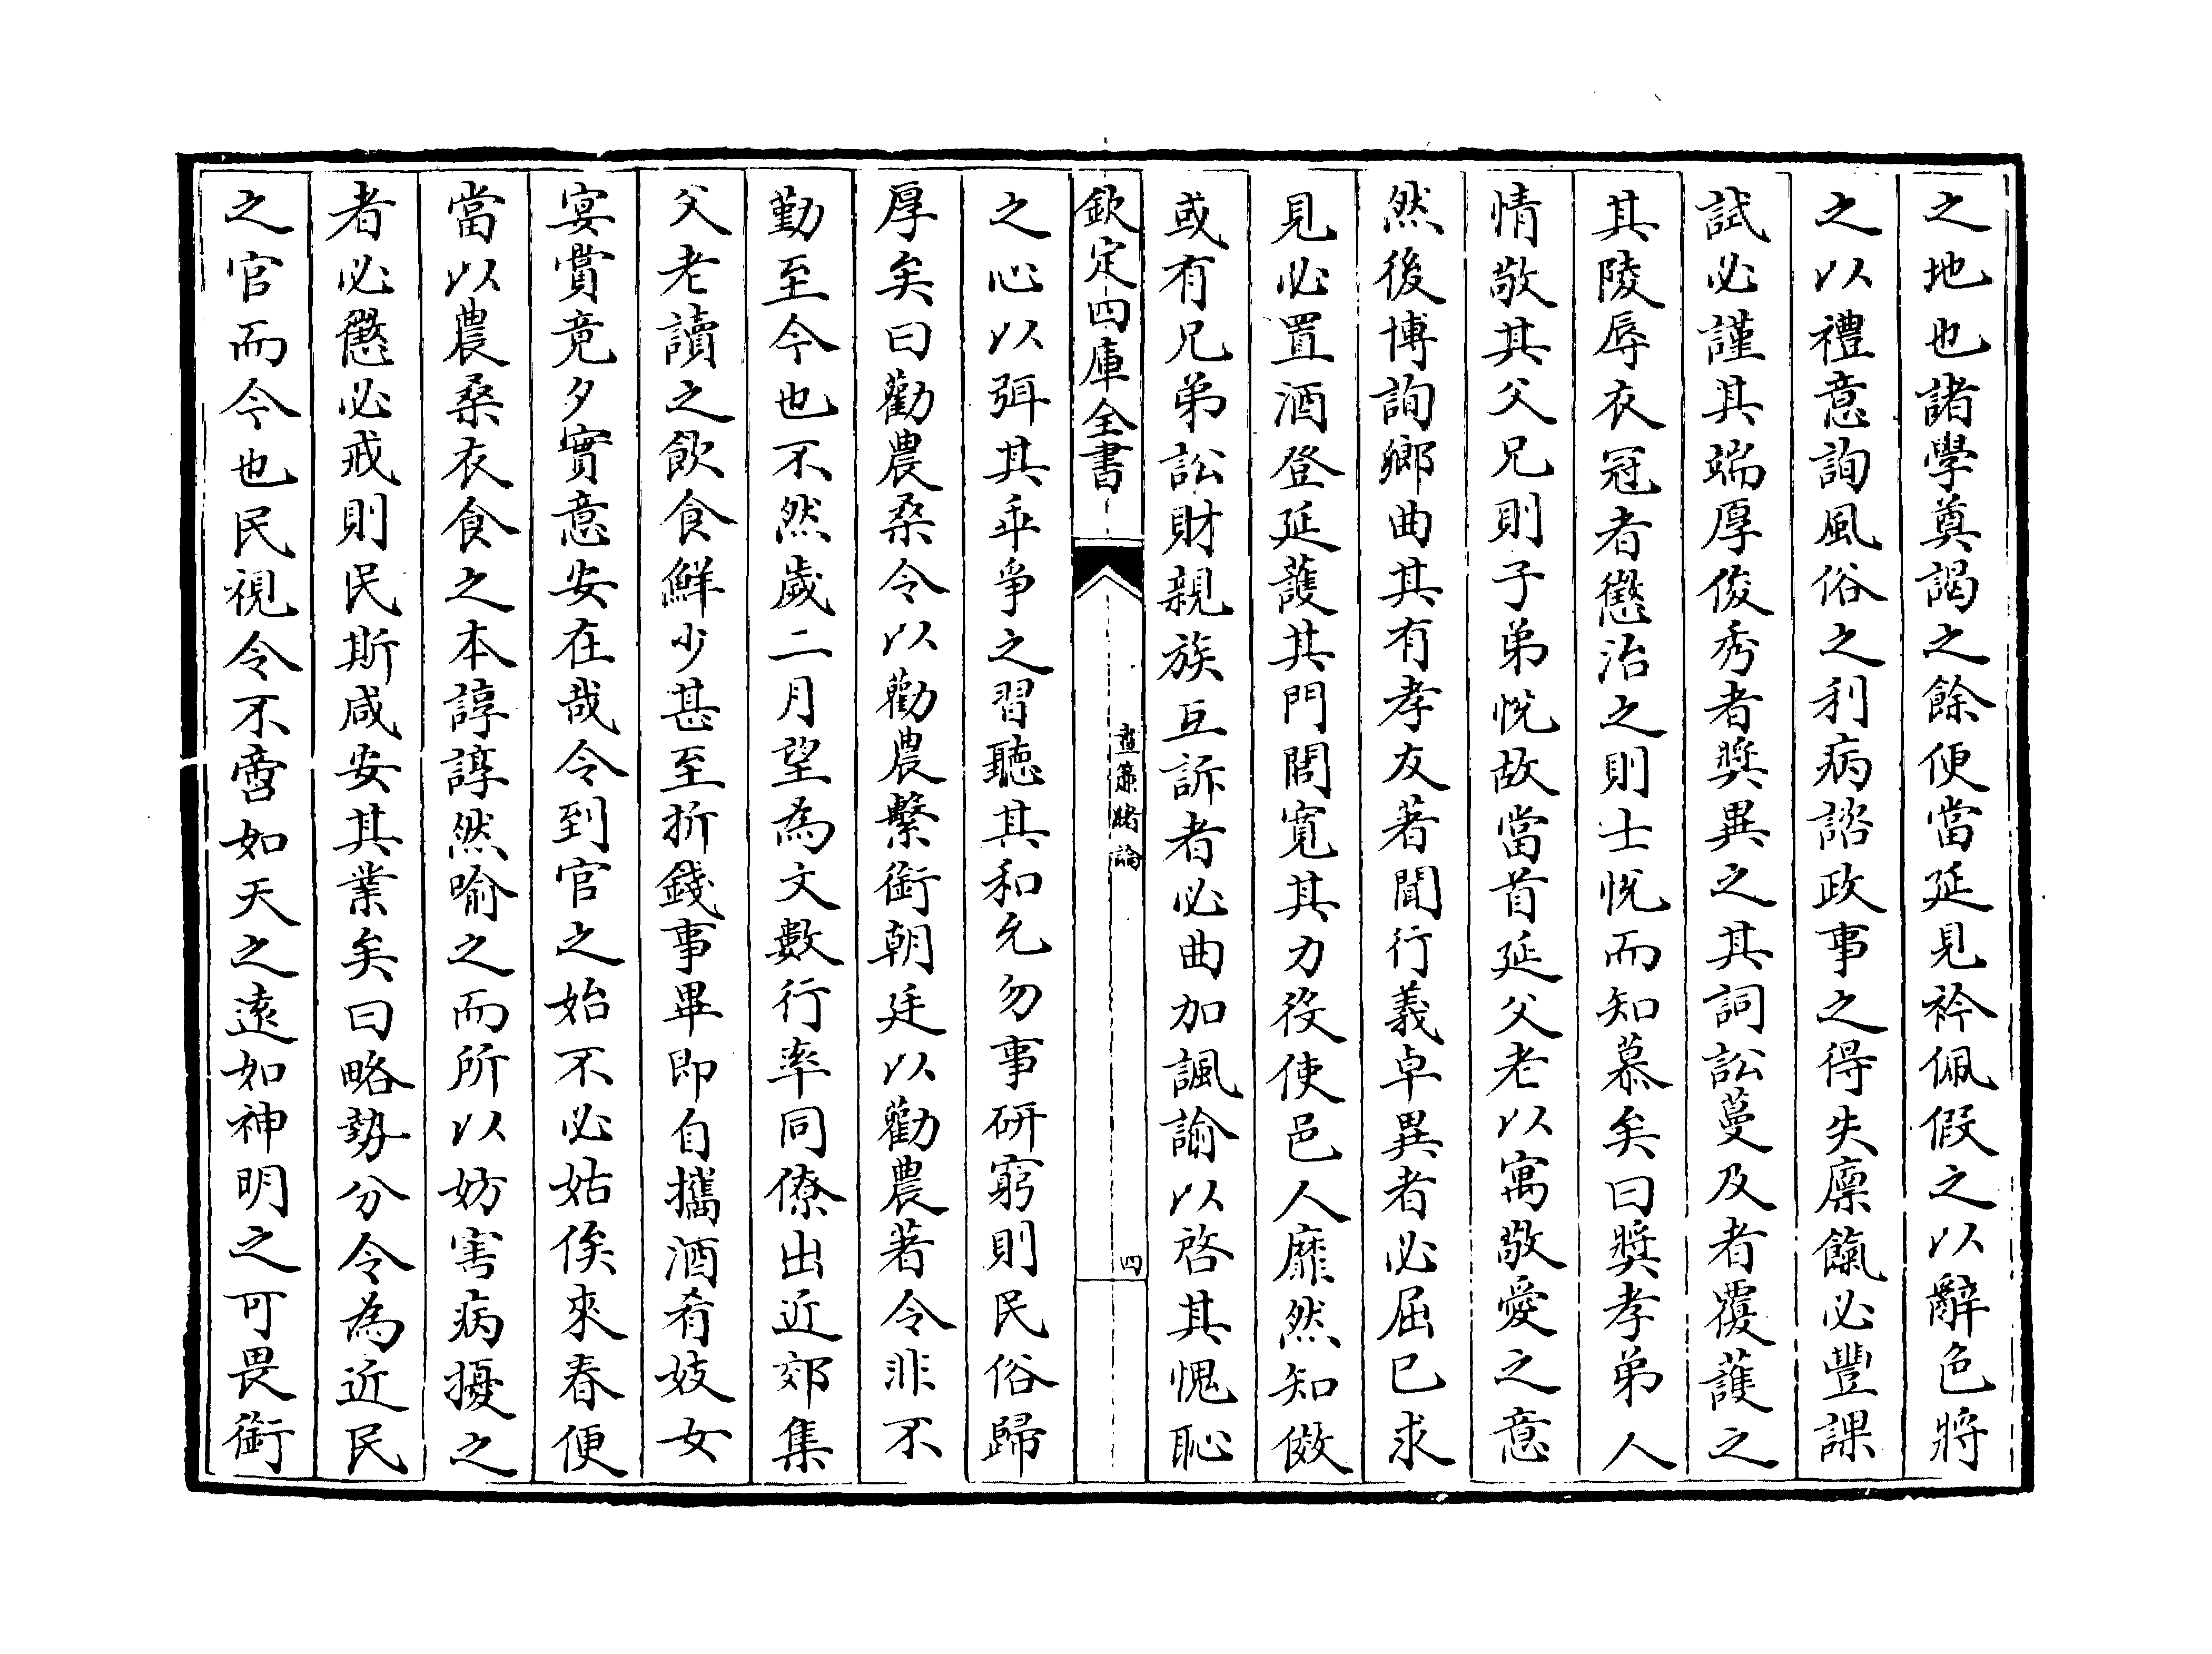 之地也諸學奠謁之餘便當延見衿佩假之以辭色將
之以禮意詢風俗之利病諮政事之得失廩餼必豐課
試必謹其端厚俊秀者奬異之其詞訟蔓及者覆護之
其陵辱衣冠者懲治之則士悦而知慕矣曰奬孝弟人
情敬其父兄則子弟悦故當首延父老以寓敬愛之意
然後博詢鄉曲其有孝友著聞行義卓異者必屈已求
見必置酒登延護其門閭寛其力役使邑人靡然知傚
或有兄弟訟財親族互訴者必曲加諷諭以啓其愧恥
欽定四庫全書
晝簾緒論
四
之心以弭其乖爭之習聽其和允勿事研窮則民俗歸
厚矣曰勸農桑令以勸農繫銜朝廷以勸農著令非不
勤至今也不然歲二月望為文數行率同僚出近郊集
父老讀之飲食鮮少甚至折錢事畢即自攜酒肴妓女
宴賞竟夕實意安在哉令到官之始不必姑俟來春便
當以農桑衣食之本諄諄然喻之而所以妨害病擾之
者必懲必戒則民斯咸安其業矣曰略勢分令為近民
之官而今也民視令不啻如天之遠如神明之可畏銜